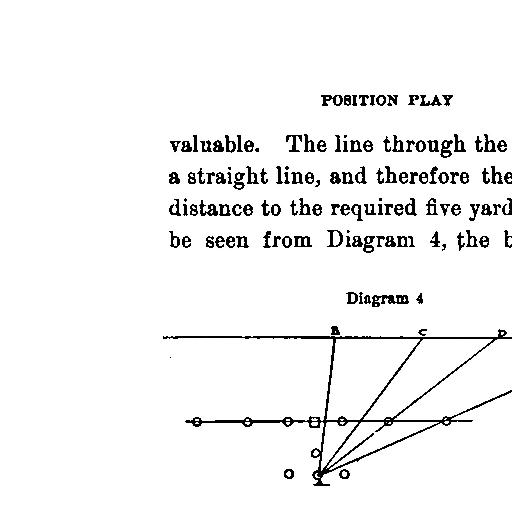 POSITION PLAY
valuable. The line through the
a straight line, and therefore the
distance to the required five yard
be seen from Diagram 4, the b
Diagram 4
B C D
A